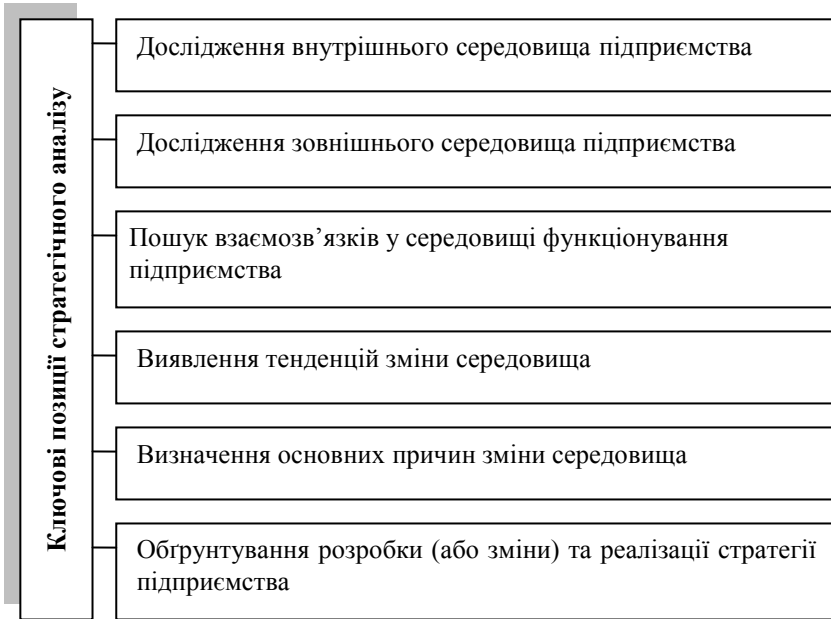 Ключові позиції стратегічного аналізу
Дослідження внутрішнього середовища підприємства
Дослідження зовнішнього середовища підприємства
Пошук взаємозв’язків у середовищі функціонування
підприємства
Виявлення тенденцій зміни середовища
Визначення основних причин зміни середовища
Обґрунтування розробки (або зміни) та реалізації стратегії
підприємства